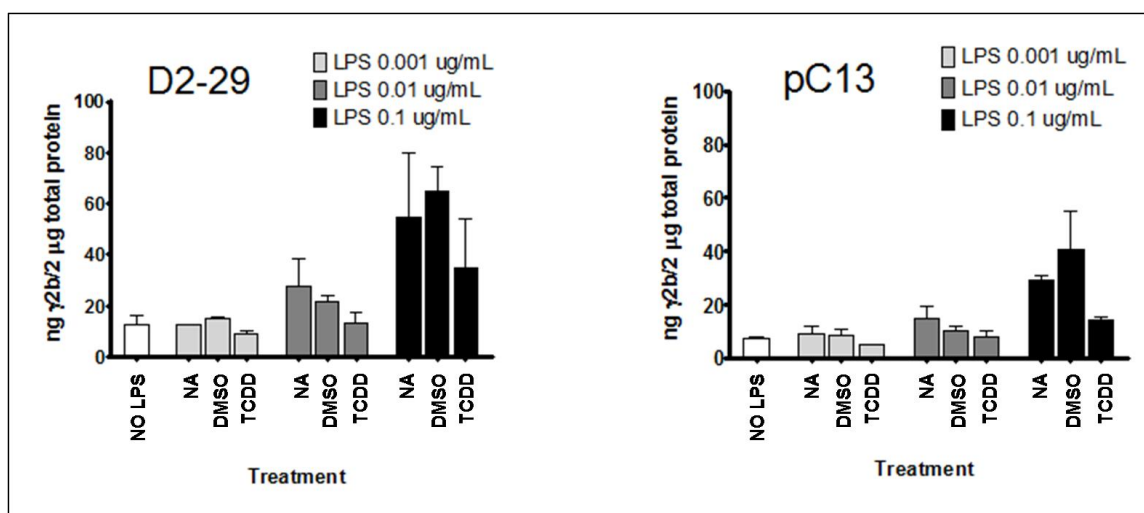 D2-29
LPS 0.001 ug/mL
LPS 0.01 ug/mL
LPS 0.1 ug/mL
ng γ2b/2 µg total protein
100
80
60
40
20
0
NO LPS
NA
DMSO
TCDD
NA
DMSO
TCDD
NA
DMSO
TCDD
Treatment
pC13
LPS 0.001 ug/mL
LPS 0.01 ug/mL
LPS 0.1 ug/mL
ng γ2b/2 µg total protein
100
80
60
40
20
0
NO LPS
NA
DMSO
TCDD
NA
DMSO
TCDD
NA
DMSO
TCDD
Treatment